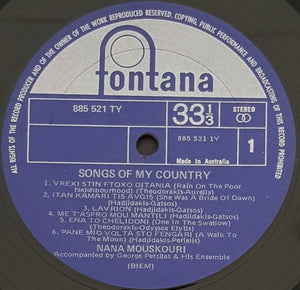 ALL RIGHTS OF THE RECORD PRODUCER AND OF THE OWNER OF THE WORK REPRODUCED RESERVED. COPYING, PUBLIC PERFORMANCE AND BROADCASTING OF THIS RECORD PROHIBITED
fontana
885 521 TY
33 1/3
STEREO
885 521 1Y
Made in Australia
1
SONGS OF MY COUNTRY
1. VREXI STIN FTOXO GITANIA (Rain On The Poor
Neighbourhood) (Theodorakis-Aurelis)
2. ITAN KAMARI TIS AVGIS (She Was A Bride Of Dawn)
(Hadjidakis-Gatsos)
3. LAVRION (Hadjidakis-Gatsos)
4. ME T'ASPRO MOU MANTILI (Hadjidakis-Gatsos)
5. ENA TO CHELIDONI (One In The Swallow)
(Theodorakis-Odyssea Elytis)
6. PANE MIO VOLTA STO FENGARI (A Walk To
The Moon) (Hadjidakis-Perialis)
NANA MOUSKOURI
Accompanied by George Petsilas & His Ensemble
(BIEM)